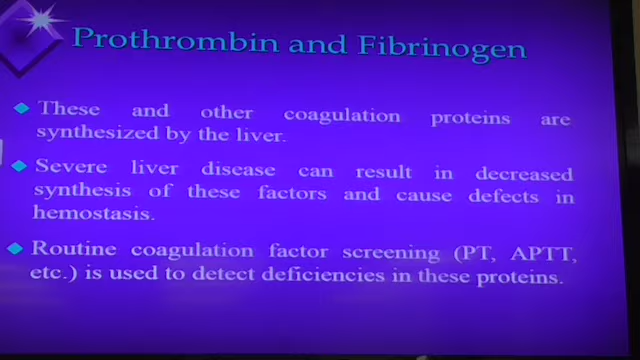 Prothrombin and Fibrinogen
These and other coagulation proteins are
synthesized by the liver.
Severe liver disease can result in decreased
synthesis of these factors and cause defects in
hemostasis.
Routine coagulation factor screening (PT, APTT,
etc.) is used to detect deficiencies in these proteins.